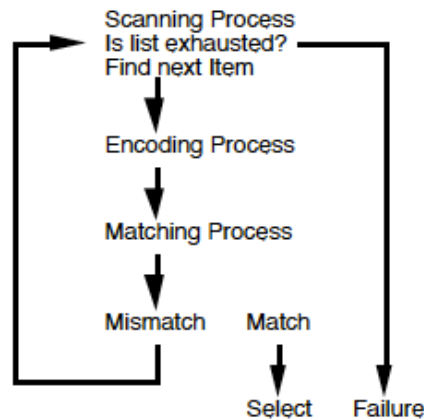 Scanning Process
Is list exhausted?
Find next Item
Encoding Process
Matching Process
Mismatch Match
Select Failure